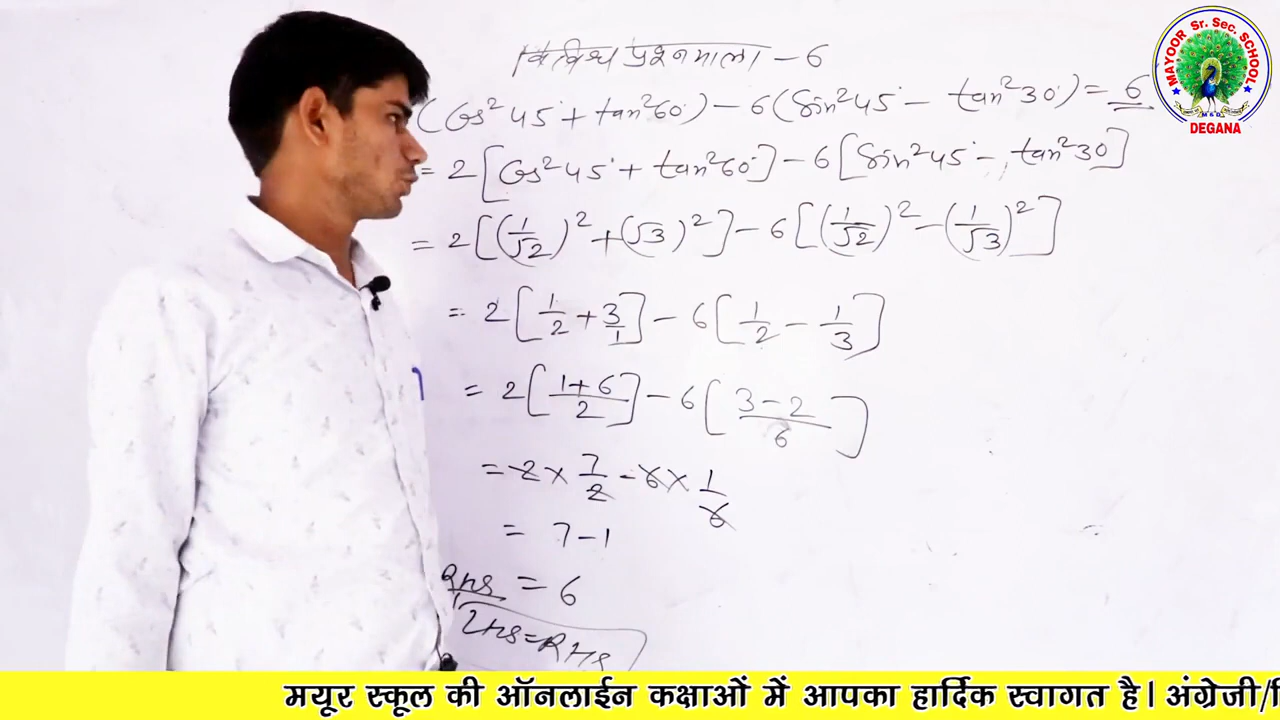 विविध प्रश्नमाला - 6
(Cos²45 + tan²60) - 6(Sin²45 - tan²30) = 6
= 2[Cos²45 + tan²60] - 6[Sin²45 - tan²30]
= 2[(1/√2)² + (√3)²] - 6[(1/√2)² - (1/√3)²]
= 2[1/2 + 3/1] - 6[1/2 - 1/3]
= 2[1+6/2] - 6[3-2/6]
= 2 × 7/2 - 6 × 1/6
= 7 - 1
RHS = 6
LHS = RHS
MAYOOR Sr. Sec. SCHOOL
DEGANA
मयूर स्कूल की ऑनलाईन कक्षाओं में आपका हार्दिक स्वागत है। अंग्रेजी/